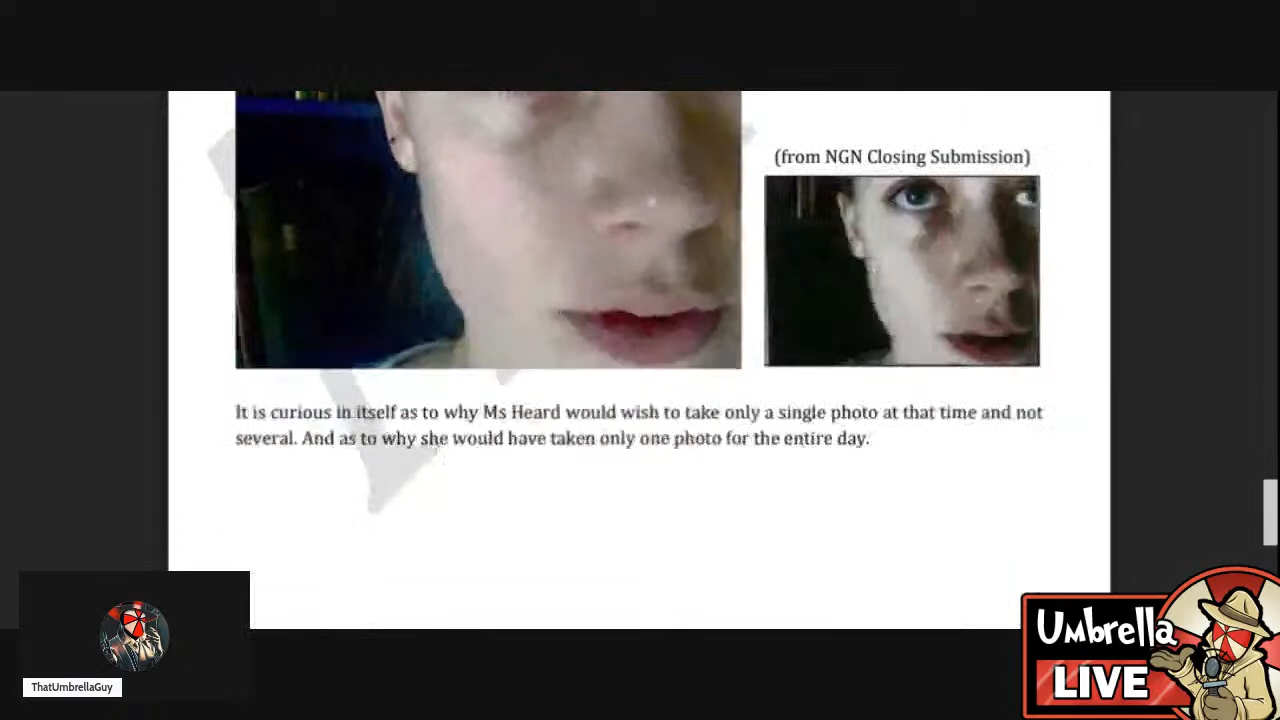 (from NGN Closing Submission)
It is curious in itself as to why Ms Heard would wish to take only a single photo at that time and not
several. And as to why she would have taken only one photo for the entire day.
ThatUmbrellaGuy
Umbrella
LIVE